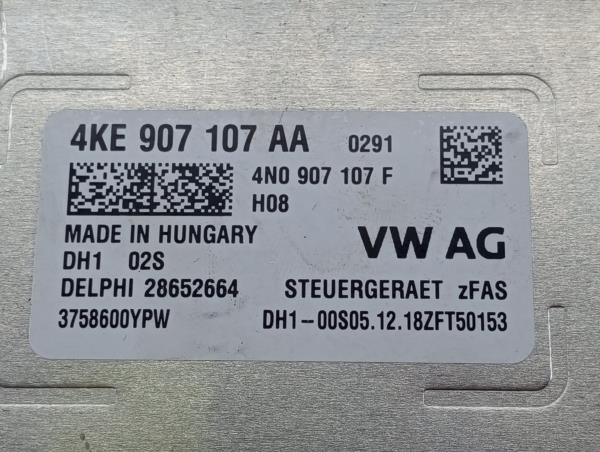 4KE 907 107 AA 0291
4N0 907 107 F
H08
MADE IN HUNGARY
VW AG
DH1 02S
DELPHI 28652664 STEUERGERAET zFAS
3758600YPW DH1-00S05.12.18ZFT50153